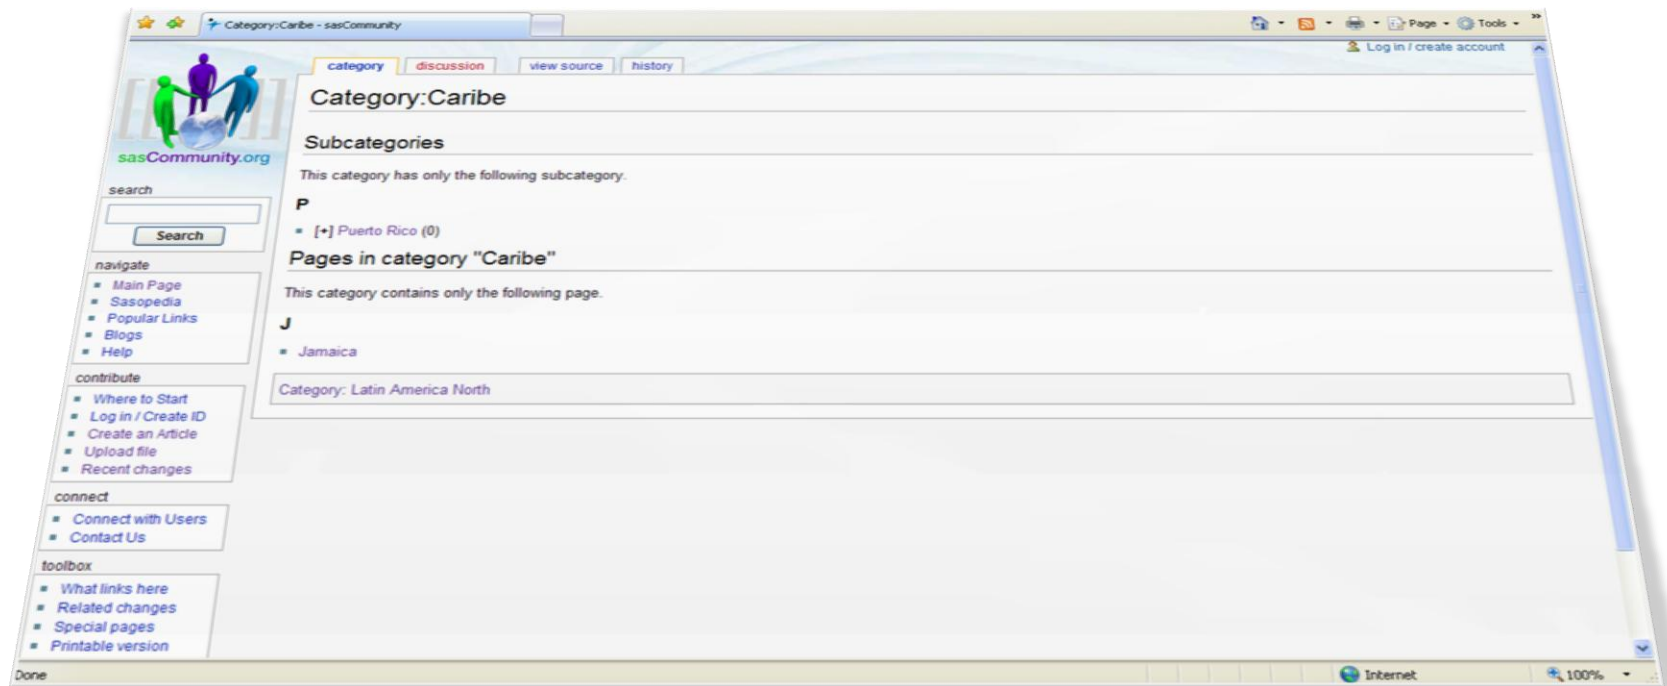 Category:Caribe - sasCommunity
Page
Tools
»
Log in / create account
category
discussion
view source
history
Category:Caribe
Subcategories
This category has only the following subcategory.
P
[+] Puerto Rico (0)
Pages in category "Caribe"
This category contains only the following page.
J
Jamaica
Category: Latin America North
[[ ]]
sasCommunity.org
search
Search
navigate
Main Page
Sasopedia
Popular Links
Blogs
Help
contribute
Where to Start
Log in / Create ID
Create an Article
Upload file
Recent changes
connect
Connect with Users
Contact Us
toolbox
What links here
Related changes
Special pages
Printable version
Done
Internet
100%